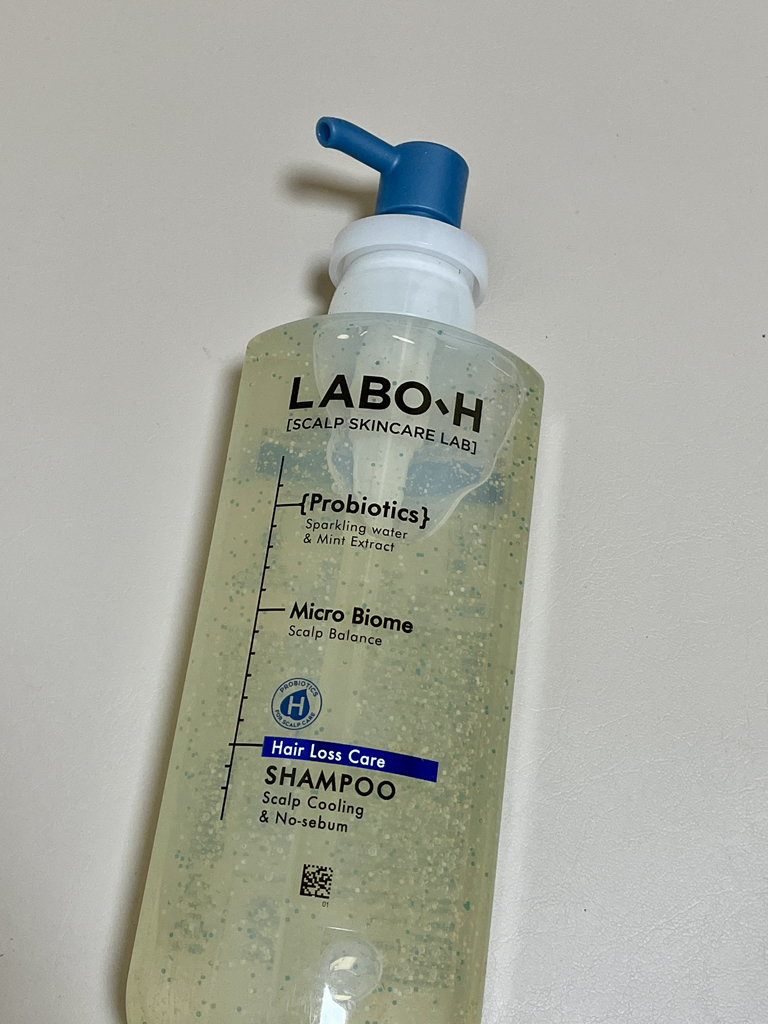 LABO-H
[SCALP SKINCARE LAB]
{Probiotics}
Sparkling water
& Mint Extract
Micro Biome
Scalp Balance
PROBIOTICS
H
FOR SCALP CARE
Hair Loss Care
SHAMPOO
Scalp Cooling
& No-sebum
01